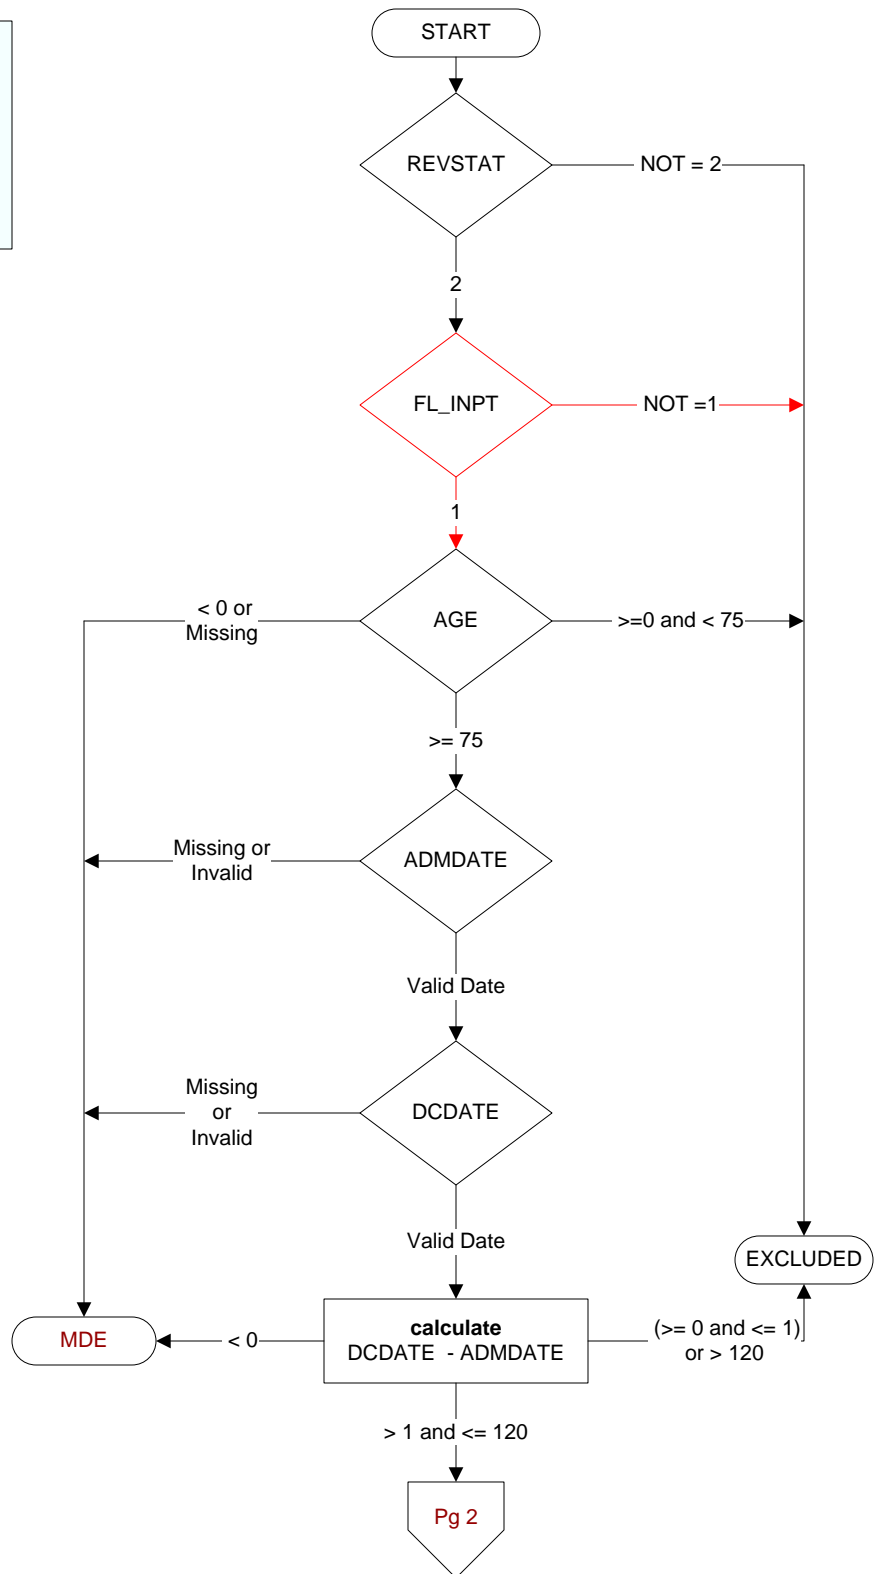 START
REVSTAT
NOT = 2
2
FL_INPT
NOT =1
1
< 0 or
Missing
AGE
>=0 and < 75
>= 75
Missing or
Invalid
ADMDATE
Valid Date
Missing
or
Invalid
DCDATE
Valid Date
EXCLUDED
MDE
< 0
calculate
DCDATE - ADMDATE
(>= 0 and <= 1)
or > 120
> 1 and <= 120
Pg 2